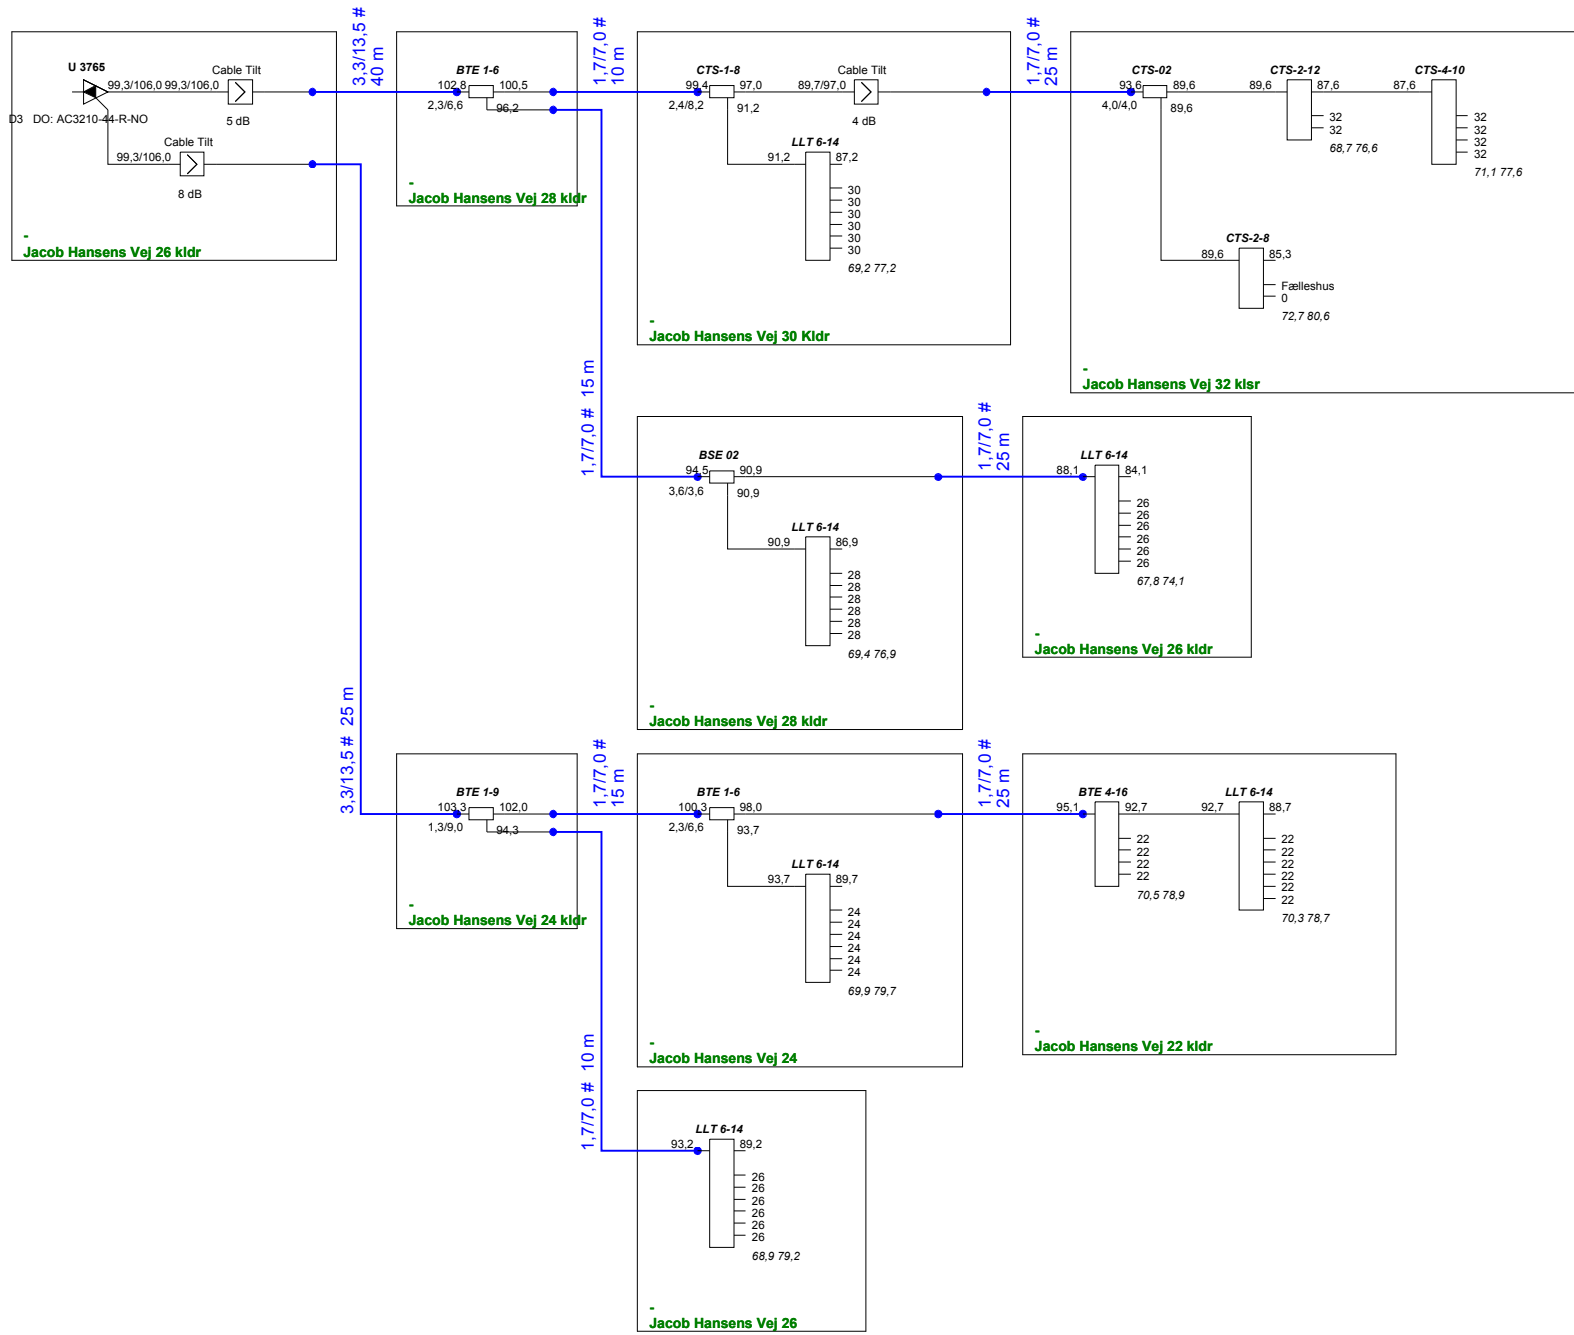 U 3765
99,3/106,0 99,3/106,0
Cable Tilt
5 dB
D3 DO: AC3210-44-R-NO
Cable Tilt
99,3/106,0
8 dB
-
Jacob Hansens Vej 26 kldr
3,3/13,5 #
40 m
BTE 1-6
102,8
100,5
2,3/6,6
96,2
-
Jacob Hansens Vej 28 kldr
1,7/7,0 #
10 m
CTS-1-8
99,4
97,0
2,4/8,2
91,2
89,7/97,0
Cable Tilt
4 dB
LLT 6-14
91,2
87,2
30
30
30
30
30
30
69,2 77,2
-
Jacob Hansens Vej 30 Kldr
1,7/7,0 #
25 m
CTS-02
93,6
89,6
4,0/4,0
89,6
CTS-2-12
89,6
87,6
32
32
68,7 76,6
CTS-4-10
87,6
32
32
32
32
71,1 77,6
CTS-2-8
89,6
85,3
Fælleshus
0
72,7 80,6
-
Jacob Hansens Vej 32 klsr
1,7/7,0 # 15 m
BSE 02
94,5
90,9
3,6/3,6
90,9
LLT 6-14
90,9
86,9
28
28
28
28
28
28
69,4 76,9
-
Jacob Hansens Vej 28 kldr
1,7/7,0 #
25 m
LLT 6-14
88,1
84,1
26
26
26
26
26
26
67,8 74,1
-
Jacob Hansens Vej 26 kldr
3,3/13,5 # 25 m
BTE 1-9
103,3
102,0
1,3/9,0
94,3
-
Jacob Hansens Vej 24 kldr
1,7/7,0 #
15 m
BTE 1-6
100,3
98,0
2,3/6,6
93,7
LLT 6-14
93,7
89,7
24
24
24
24
24
24
69,9 79,7
-
Jacob Hansens Vej 24
1,7/7,0 #
25 m
BTE 4-16
95,1
92,7
22
22
22
22
70,5 78,9
LLT 6-14
92,7
88,7
22
22
22
22
22
22
70,3 78,7
-
Jacob Hansens Vej 22 kldr
1,7/7,0 # 10 m
LLT 6-14
93,2
89,2
26
26
26
26
26
26
68,9 79,2
-
Jacob Hansens Vej 26